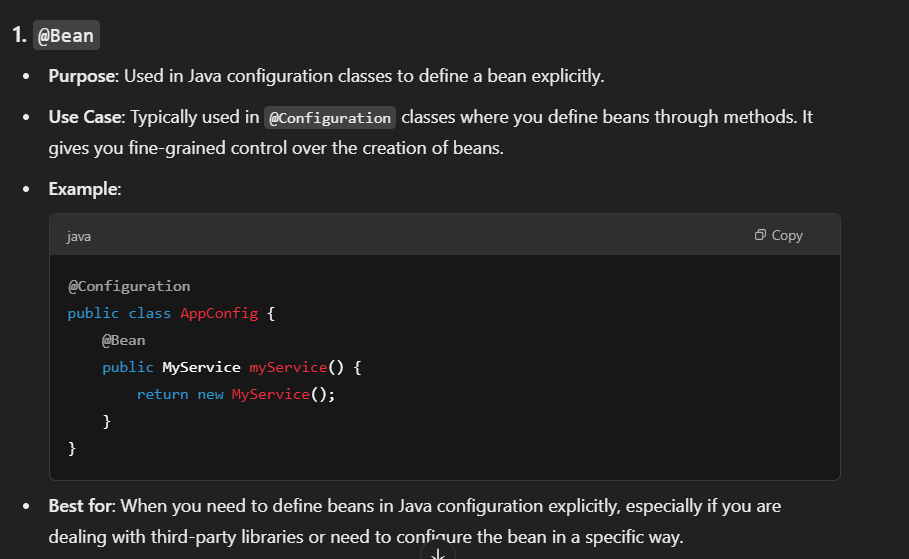 1. @Bean
• Purpose: Used in Java configuration classes to define a bean explicitly.
• Use Case: Typically used in @Configuration classes where you define beans through methods. It
gives you fine-grained control over the creation of beans.
• Example:
java Copy
@Configuration
public class AppConfig {
    @Bean
    public MyService myService() {
        return new MyService();
    }
}
• Best for: When you need to define beans in Java configuration explicitly, especially if you are
dealing with third-party libraries or need to configure the bean in a specific way.